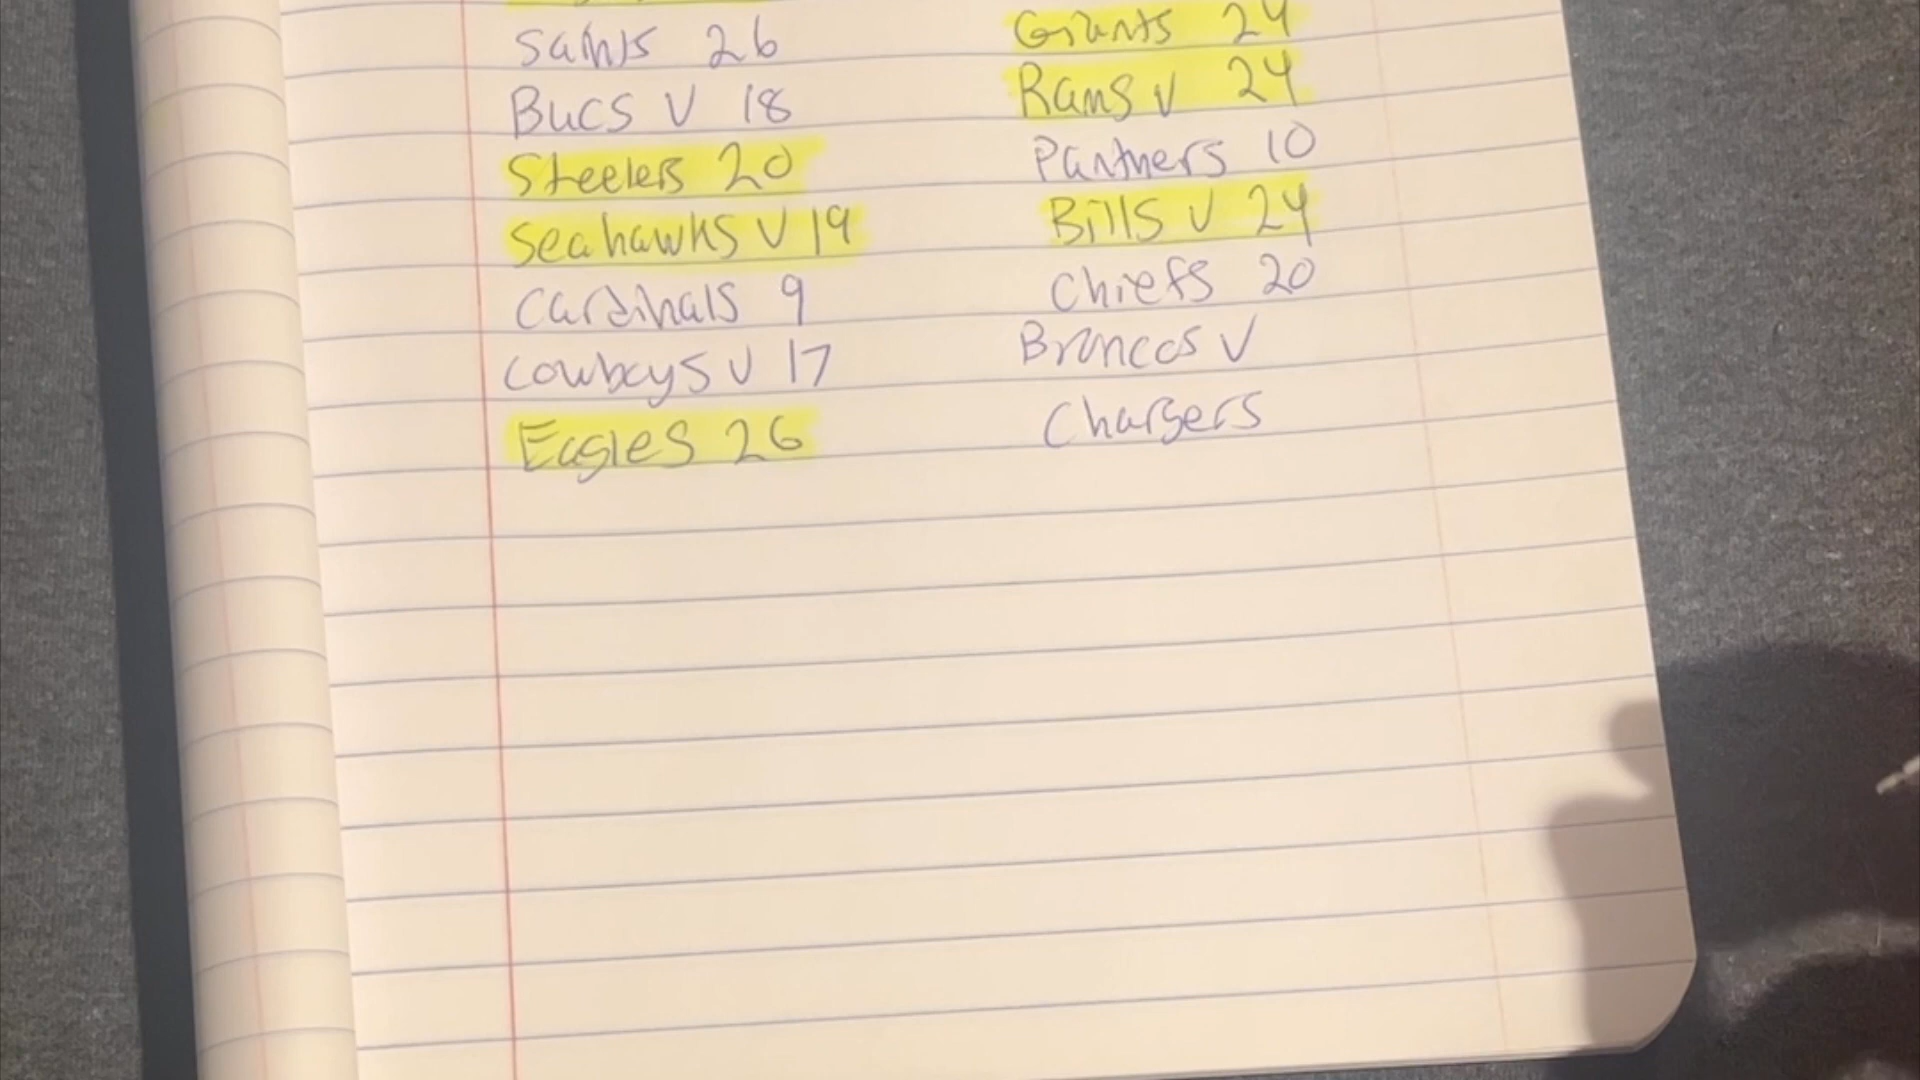 Saints 26
Bucs V 18
Steelers 20
Seahawks V 19
Cardinals 9
Cowboys V 17
Eagles 26
Giants 24
Rams V 24
Panthers 10
Bills V 24
Chiefs 20
Broncos V
Chargers